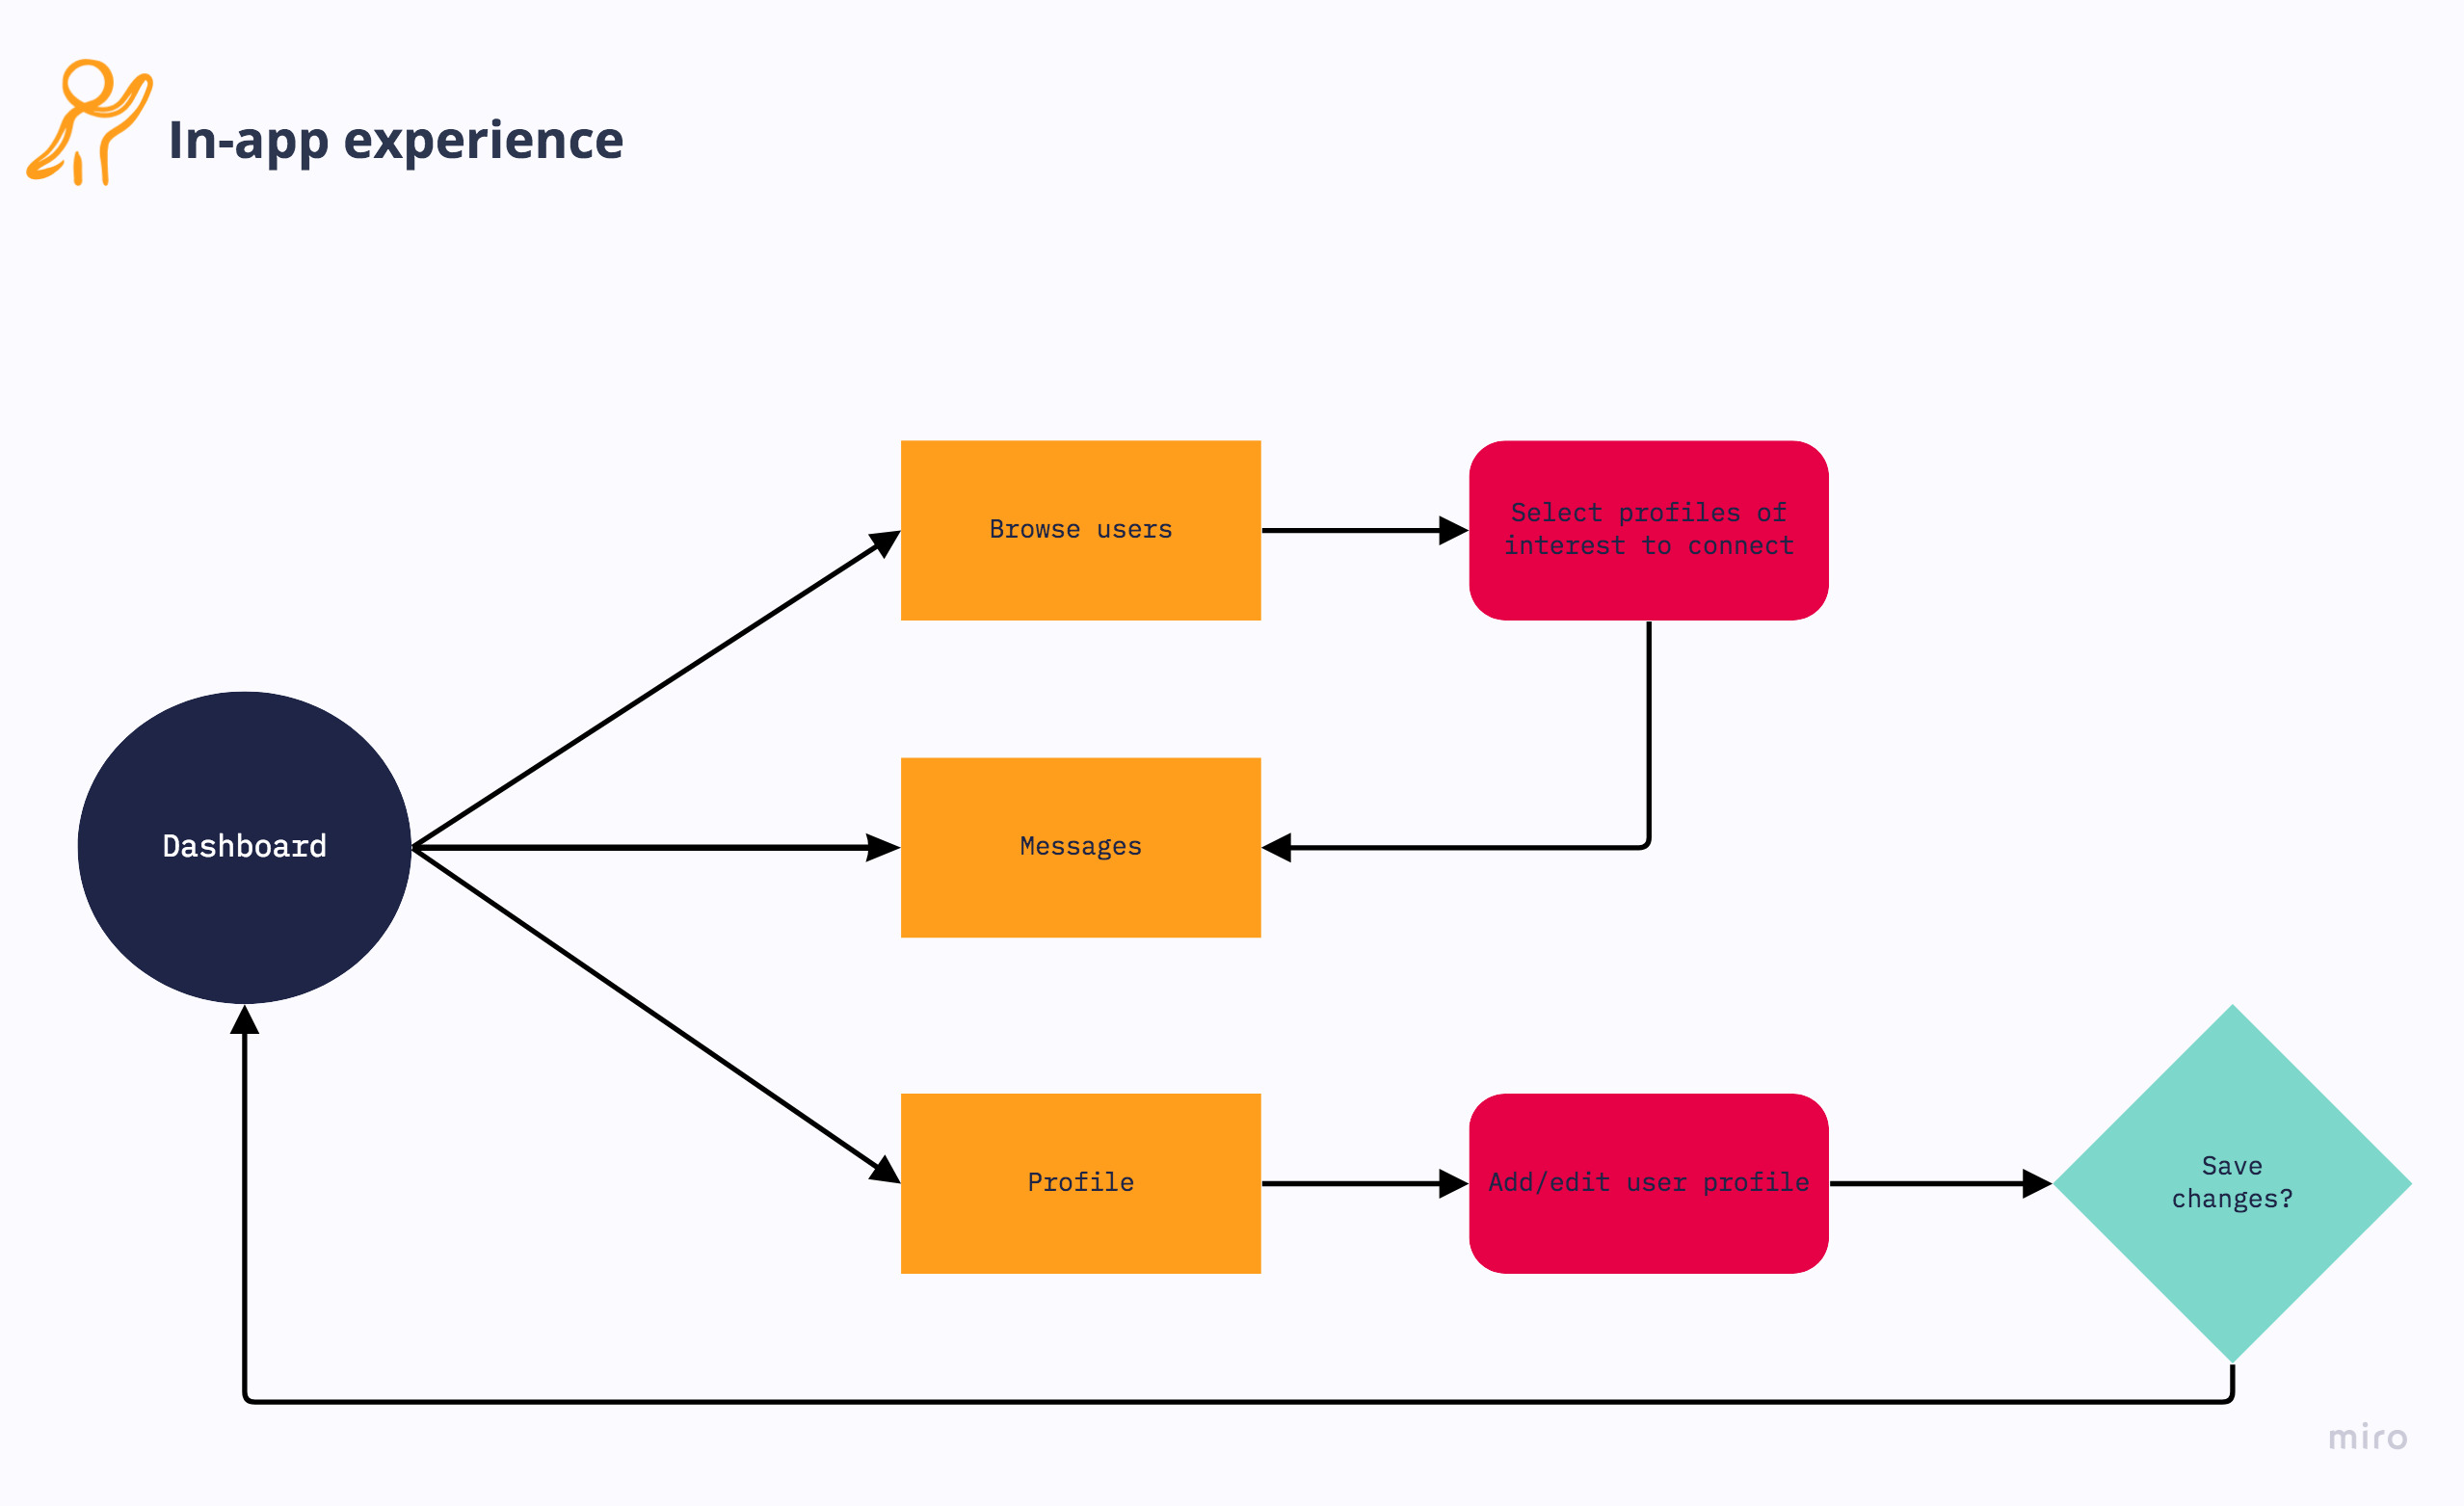 In-app experience
Browse users
Select profiles of
interest to connect
Dashboard
Messages
Profile
Add/edit user profile
Save
changes?
miro